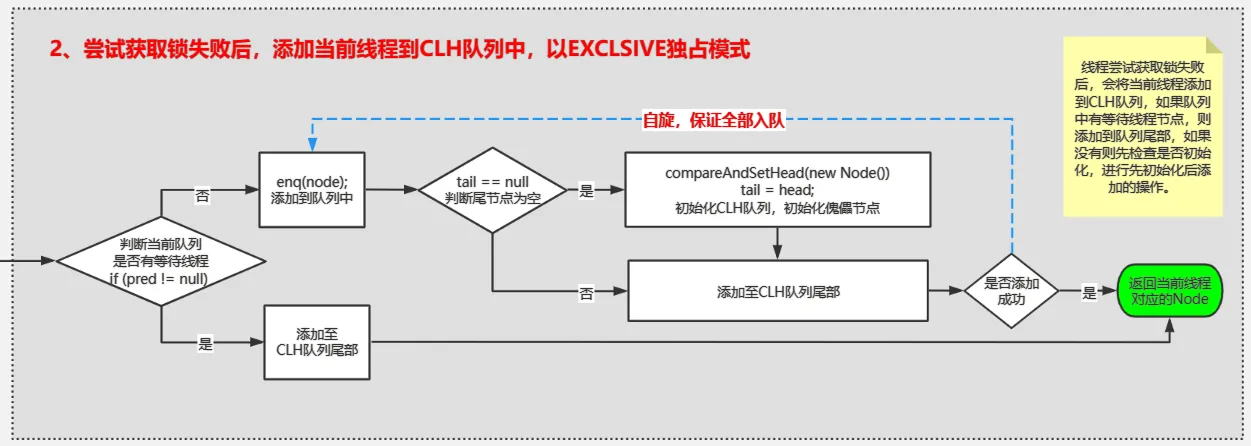 2、尝试获取锁失败后，添加当前线程到CLH队列中，以EXCLSIVE独占模式
线程尝试获取锁失败
后，会将当前线程添加
到CLH队列，如果队列
中有等待线程节点，则
添加到队列尾部，如果
没有则先检查是否初始
化，进行先初始化后添
加的操作。
自旋，保证全部入队
enq(node);
添加到队列中
tail == null
判断尾节点为空
是
compareAndSetHead(new Node())
tail = head;
初始化CLH队列，初始化傀儡节点
否
判断当前队列
是否有等待线程
if (pred != null)
否
添加至CLH队列尾部
是否添加
成功
是
返回当前线程
对应的Node
是
添加至
CLH队列尾部